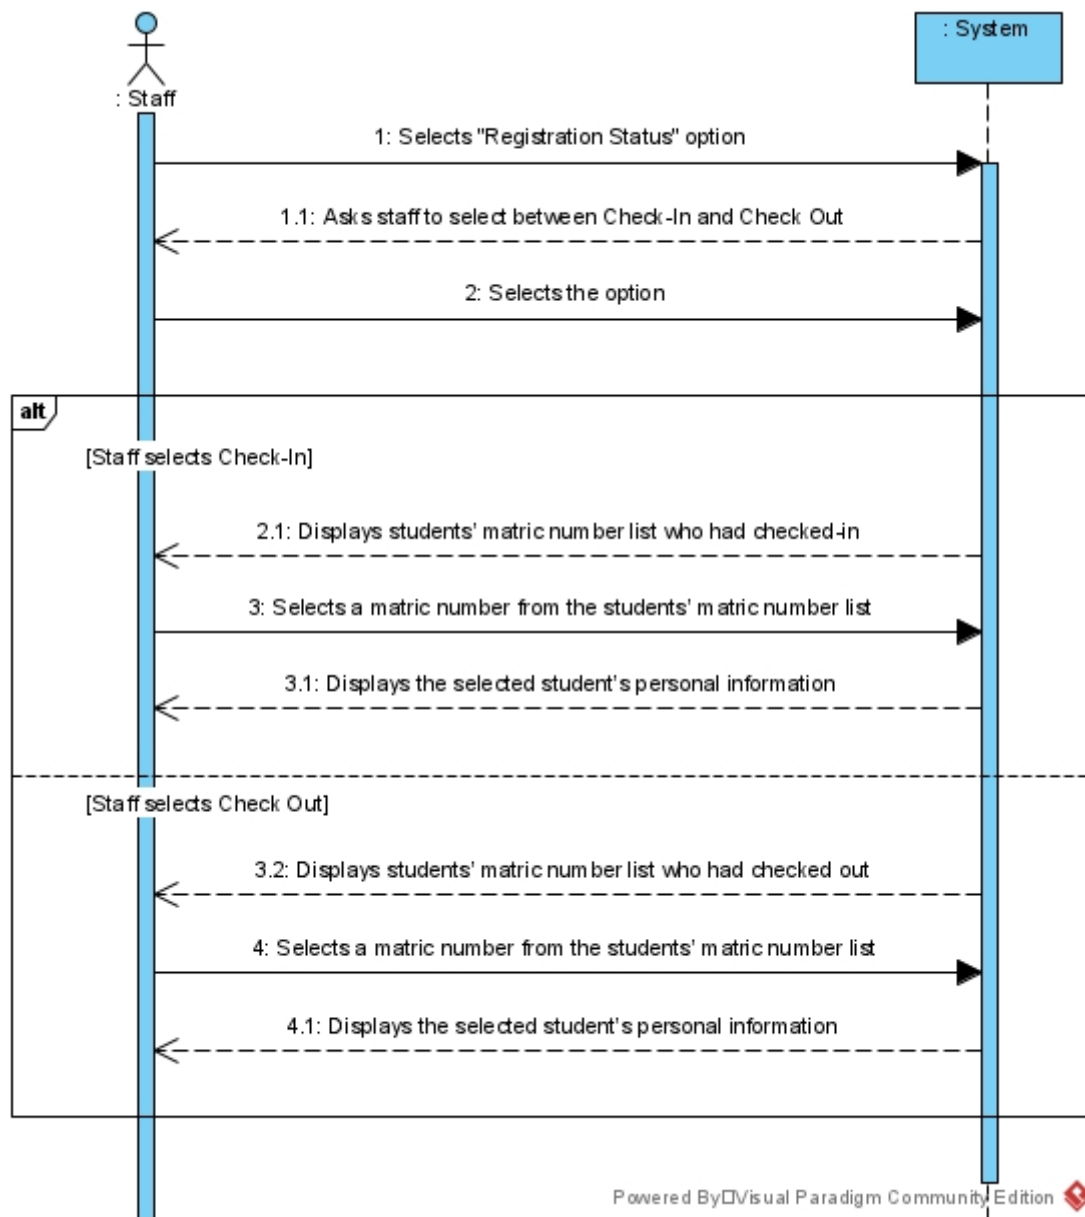 : Staff
: System
1: Selects "Registration Status" option
1.1: Asks staff to select between Check-In and Check Out
2: Selects the option
alt
[Staff selects Check-In]
2.1: Displays students' matric number list who had checked-in
3: Selects a matric number from the students' matric number list
3.1: Displays the selected student's personal information
[Staff selects Check Out]
3.2: Displays students' matric number list who had checked out
4: Selects a matric number from the students' matric number list
4.1: Displays the selected student's personal information
Powered By□Visual Paradigm Community Edition